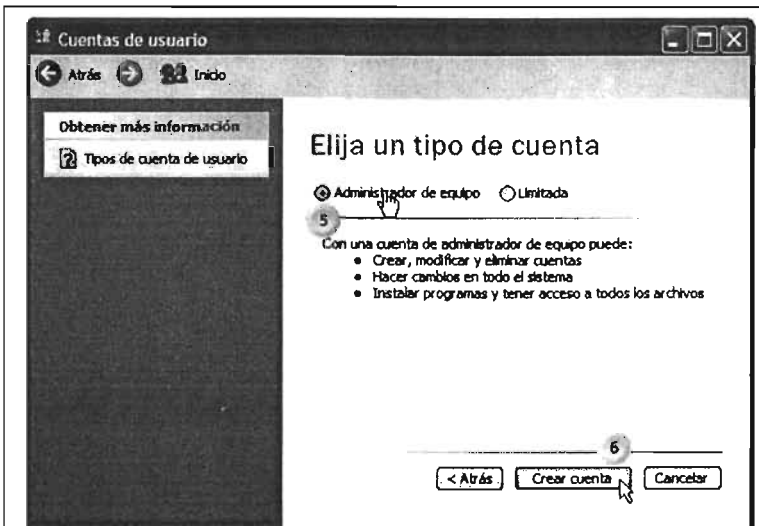 Cuentas de usuario
Atrás Inicio
Obtener más información
Tipos de cuenta de usuario
Elija un tipo de cuenta
Administrador de equipo Limitada
5
Con una cuenta de administrador de equipo puede:
• Crear, modificar y eliminar cuentas
• Hacer cambios en todo el sistema
• Instalar programas y tener acceso a todos los archivos
6
< Atrás Crear cuenta Cancelar